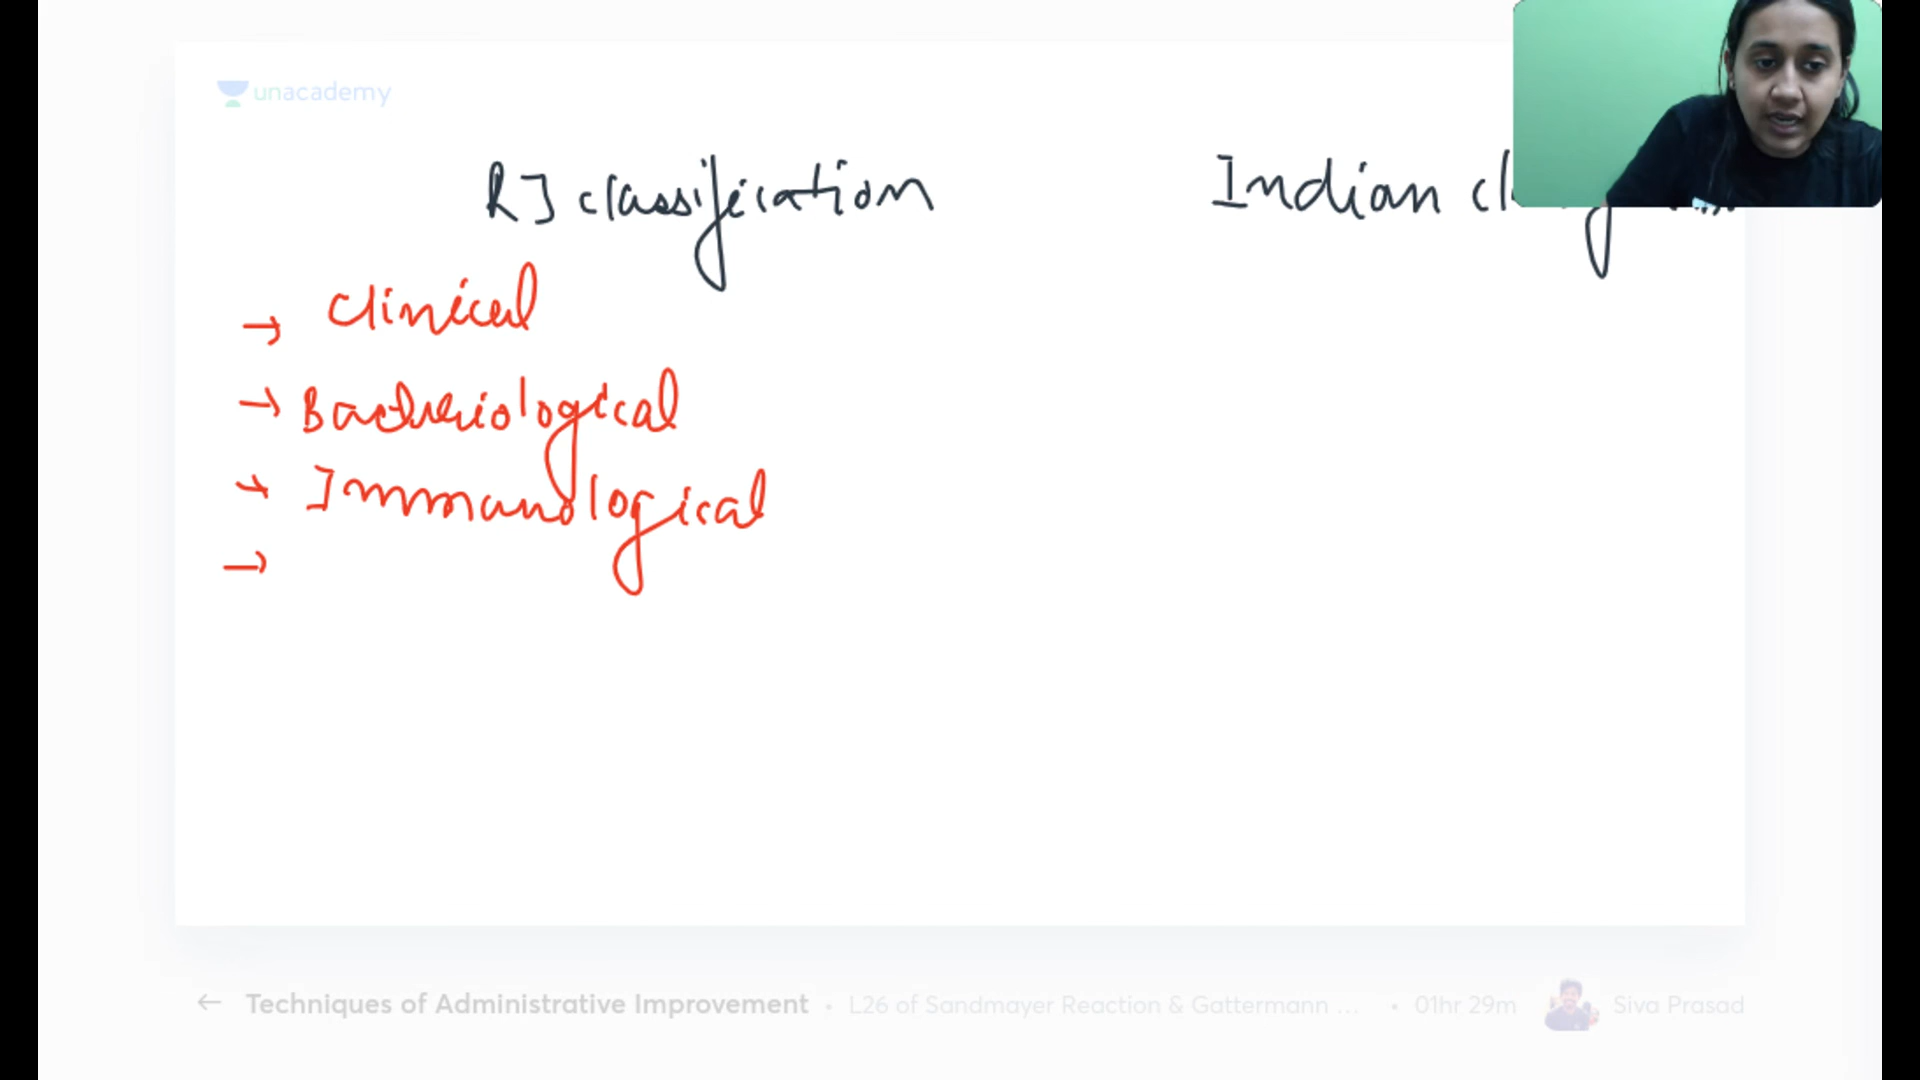 unacademy
RJ classification Indian
→ Clinical
→ Bacteriological
→ Immunological
→
← Techniques of Administrative Improvement • L26 of Sandmayer Reaction & Gattermann ... • 01hr 29m Siva Prasad